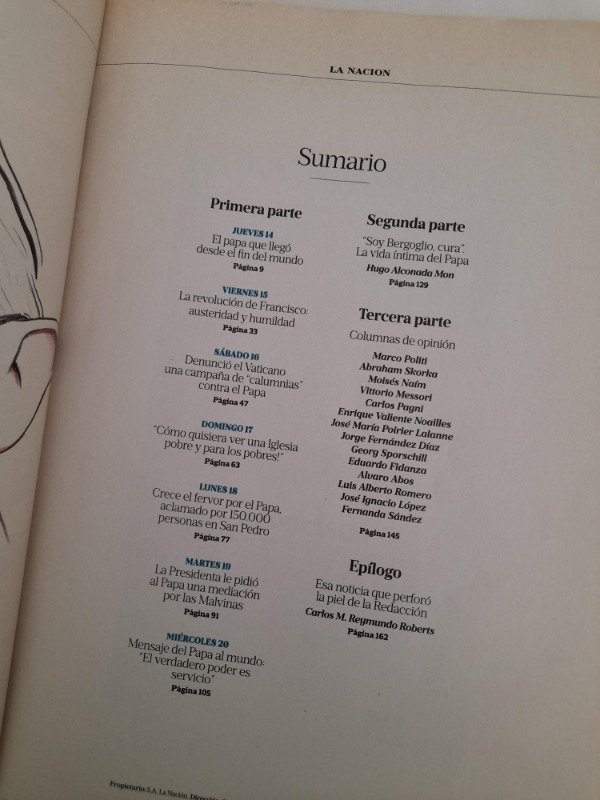 LA NACION
Sumario
Primera parte
JUEVES 14
El papa que llegó
desde el fin del mundo
Página 9
VIERNES 15
La revolución de Francisco:
austeridad y humildad
Página 33
SÁBADO 16
Denunció el Vaticano
una campaña de "calumnias"
contra el Papa
Página 47
DOMINGO 17
"Cómo quisiera ver una Iglesia
pobre y para los pobres!"
Página 63
LUNES 18
Crece el fervor por el Papa,
aclamado por 150.000
personas en San Pedro
Página 77
MARTES 19
La Presidenta le pidió
al Papa una mediación
por las Malvinas
Página 91
MIÉRCOLES 20
Mensaje del Papa al mundo:
"El verdadero poder es
servicio"
Página 105
Segunda parte
"Soy Bergoglio, cura".
La vida íntima del Papa
Hugo Alconada Mon
Página 129
Tercera parte
Columnas de opinión
Marco Politi
Abraham Skorka
Moisés Naím
Vittorio Messori
Carlos Pagni
Enrique Valiente Noailles
José María Poirier Lalanne
Jorge Fernández Díaz
Georg Sporschill
Eduardo Fidanza
Alvaro Abos
Luis Alberto Romero
José Ignacio López
Fernanda Sández
Página 145
Epílogo
Esa noticia que perforó
la piel de la Redacción
Carlos M. Reymundo Roberts
Página 162
Propietario: S.A. La Nación. Dirección